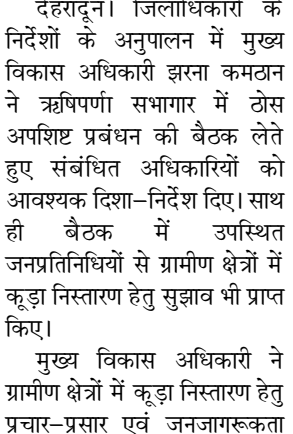 देहरादून। जिलाधिकारी के
निर्देशों के अनुपालन में मुख्य
विकास अधिकारी झरना कमठान
ने ऋषिपर्णा सभागार में ठोस
अपशिष्ट प्रबंधन की बैठक लेते
हुए संबंधित अधिकारियों को
आवश्यक दिशा–निर्देश दिए। साथ
ही बैठक में उपस्थित
जनप्रतिनिधियों से ग्रामीण क्षेत्रों में
कूड़ा निस्तारण हेतु सुझाव भी प्राप्त
किए।
मुख्य विकास अधिकारी ने
ग्रामीण क्षेत्रों में कूड़ा निस्तारण हेतु
प्रचार–प्रसार एवं जनजागरूकता